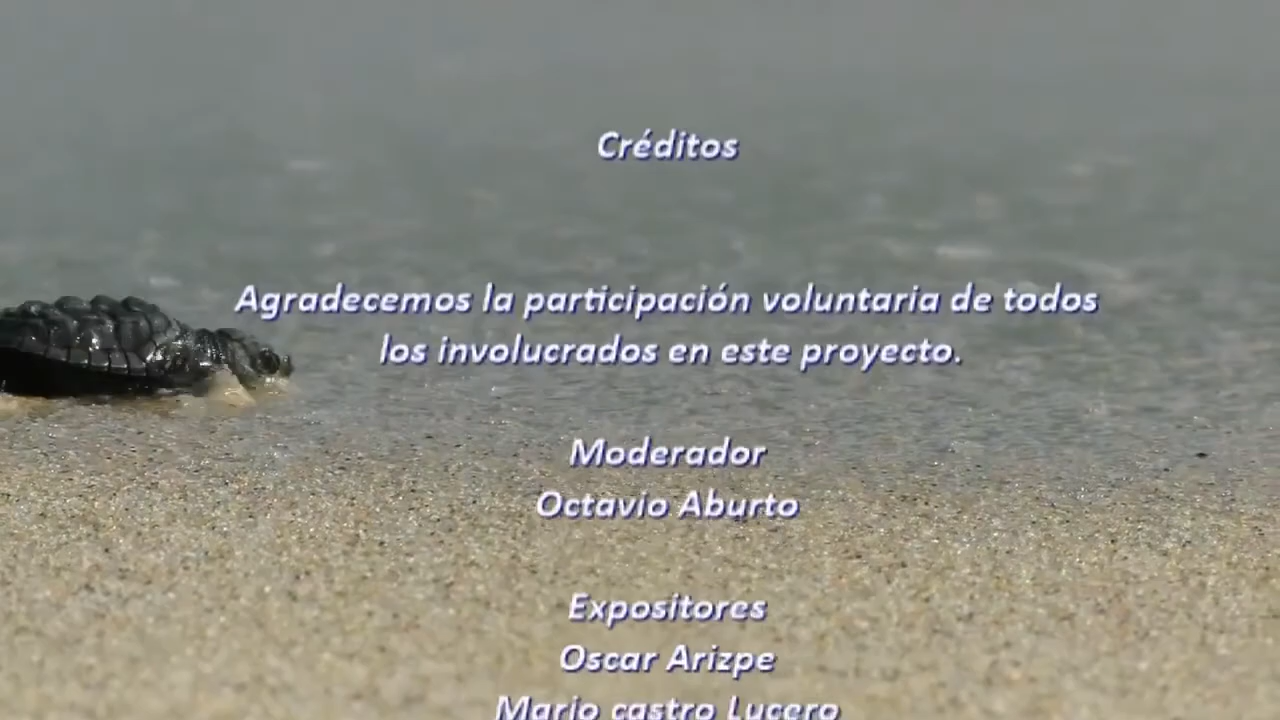 Créditos
Agradecemos la participación voluntaria de todos
los involucrados en este proyecto.
Moderador
Octavio Aburto
Expositores
Oscar Arizpe
Mario castro Lucero